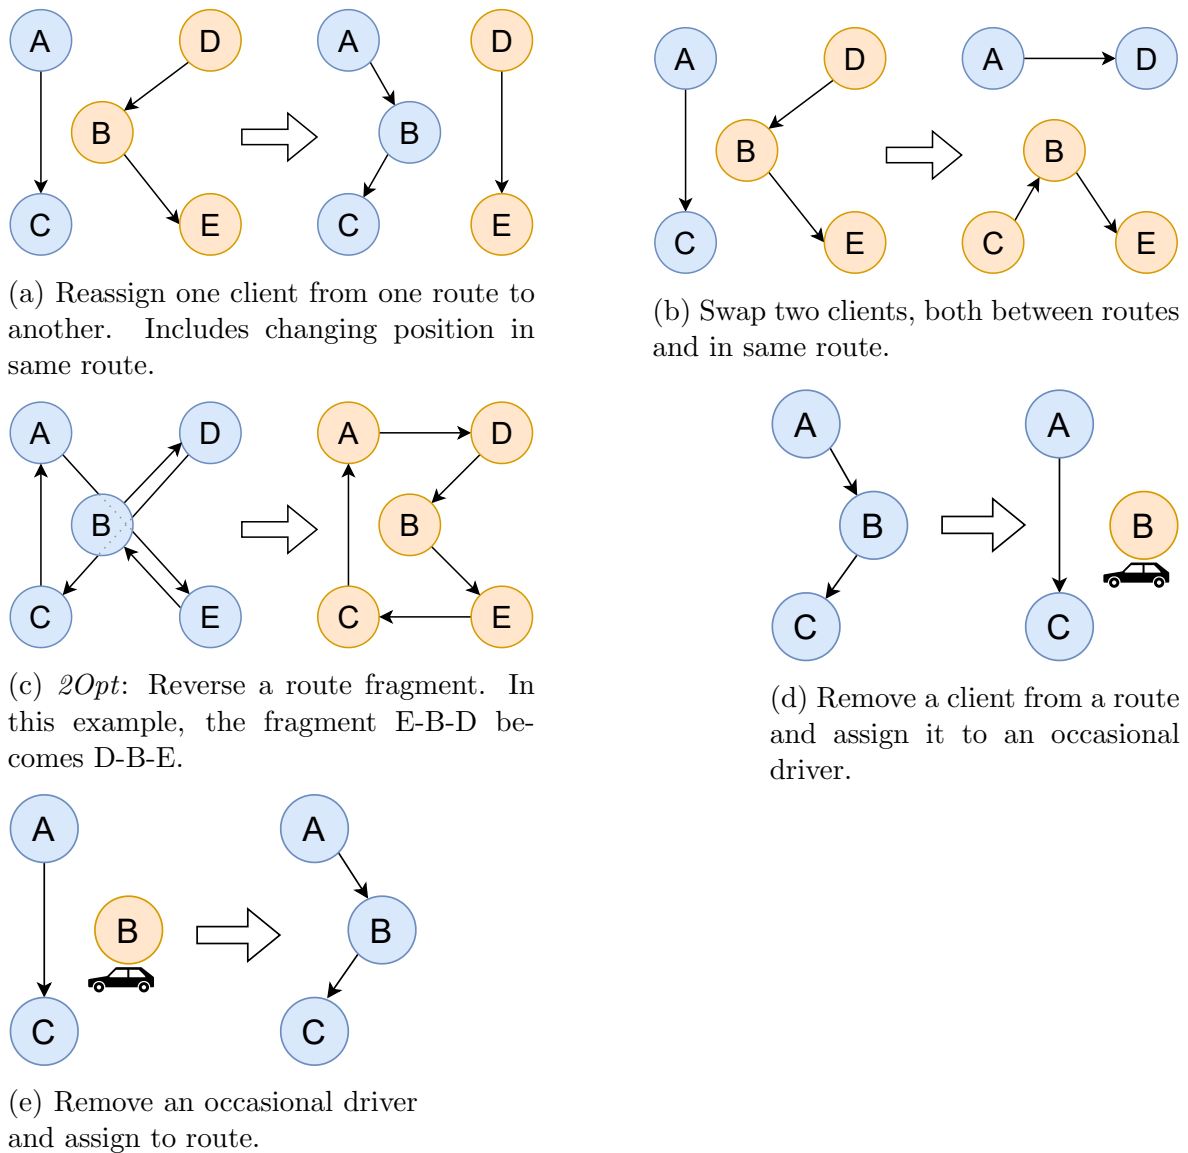 A D A D
B B
C E C E
(a) Reassign one client from one route to
another. Includes changing position in
same route.
A D A D
B B
C E C E
(b) Swap two clients, both between routes
and in same route.
A D A D
B B
C E C E
(c) 2Opt: Reverse a route fragment. In
this example, the fragment E-B-D be-
comes D-B-E.
A A
B B
C C
(d) Remove a client from a route
and assign it to an occasional
driver.
A A
B B
C C
(e) Remove an occasional driver
and assign to route.